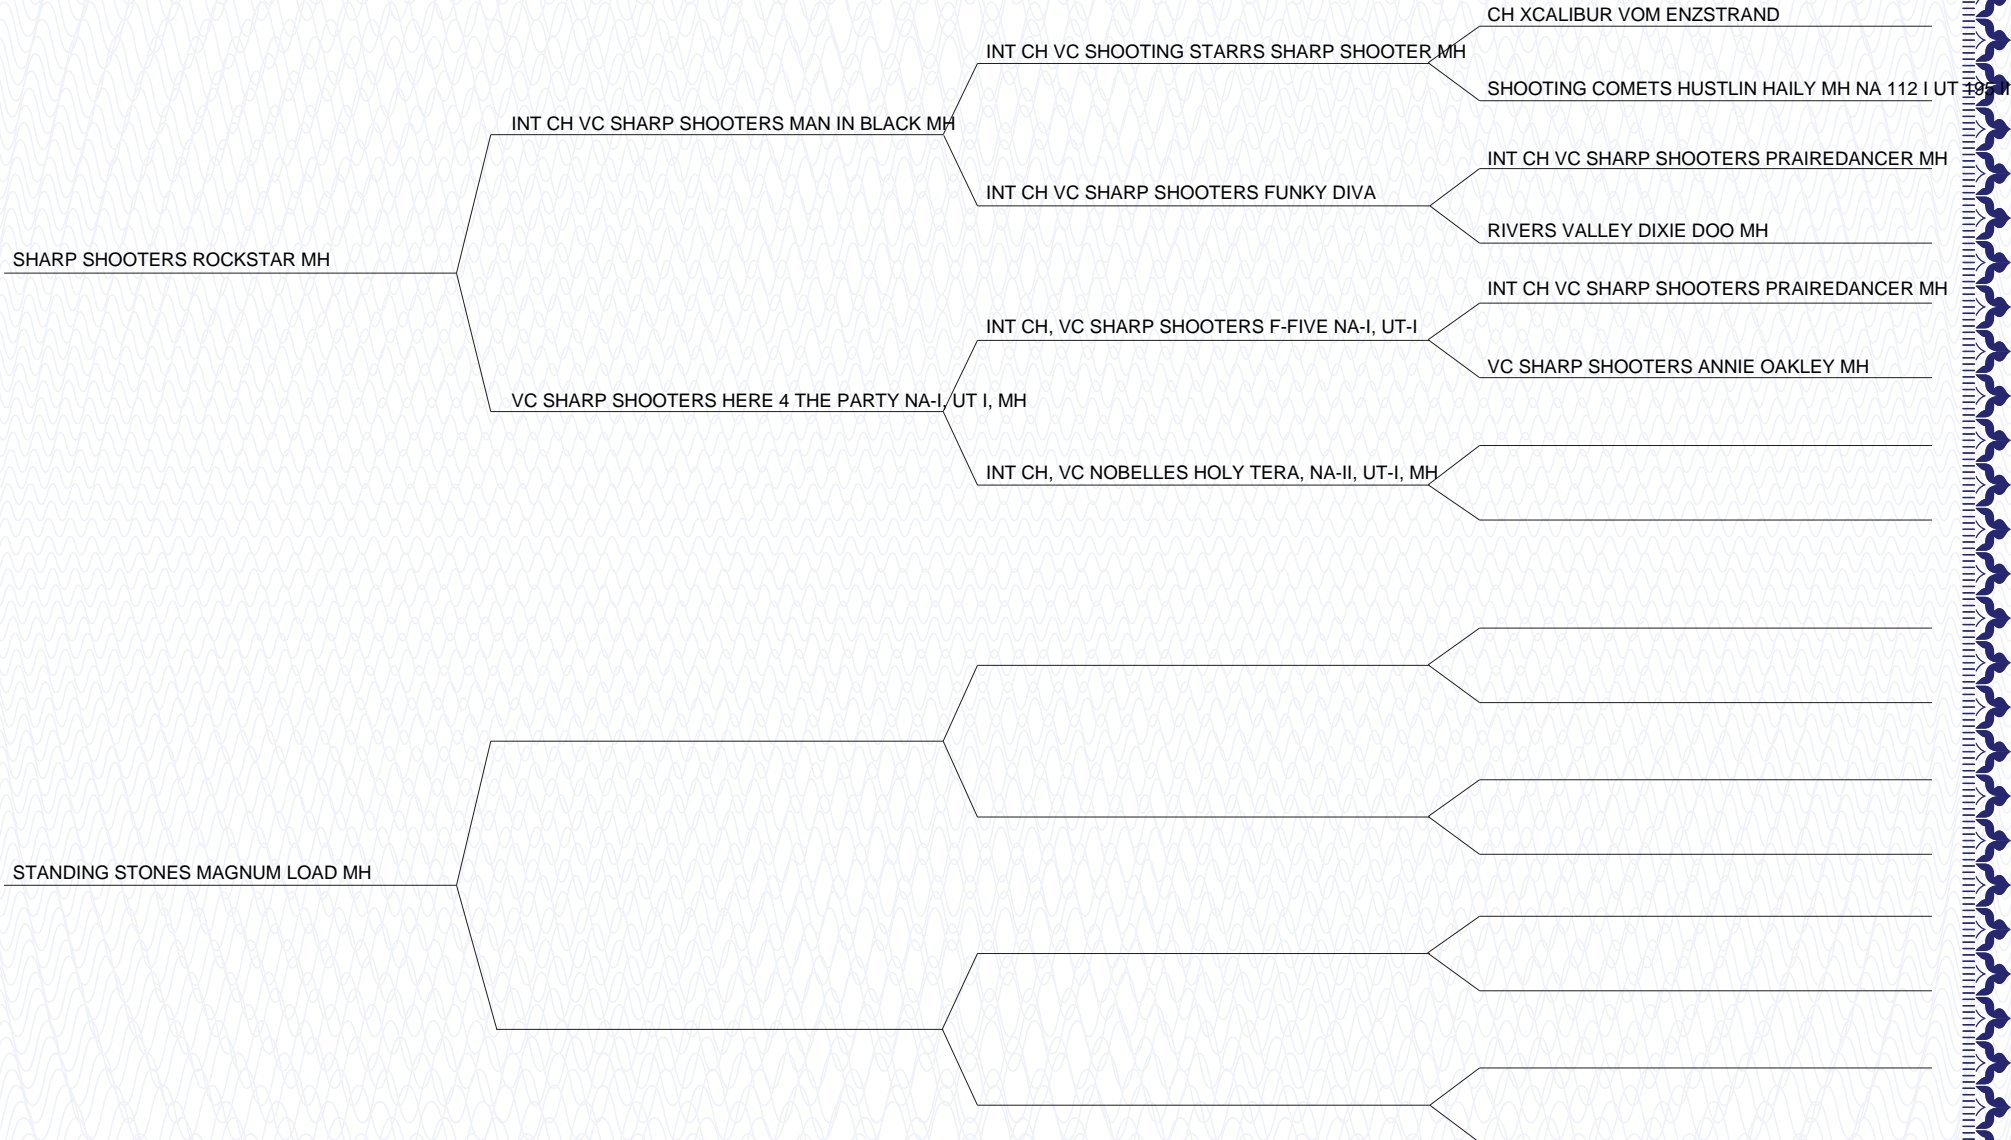 CH XCALIBUR VOM ENZSTRAND
INT CH VC SHOOTING STARRS SHARP SHOOTER MH
SHOOTING COMETS HUSTLIN HAILY MH NA 112 I UT 195 II
INT CH VC SHARP SHOOTERS MAN IN BLACK MH
INT CH VC SHARP SHOOTERS PRAIREDANCER MH
INT CH VC SHARP SHOOTERS FUNKY DIVA
RIVERS VALLEY DIXIE DOO MH
SHARP SHOOTERS ROCKSTAR MH
INT CH VC SHARP SHOOTERS PRAIREDANCER MH
INT CH, VC SHARP SHOOTERS F-FIVE NA-I, UT-I
VC SHARP SHOOTERS ANNIE OAKLEY MH
VC SHARP SHOOTERS HERE 4 THE PARTY NA-I, UT I, MH
INT CH, VC NOBELLES HOLY TERA, NA-II, UT-I, MH
STANDING STONES MAGNUM LOAD MH